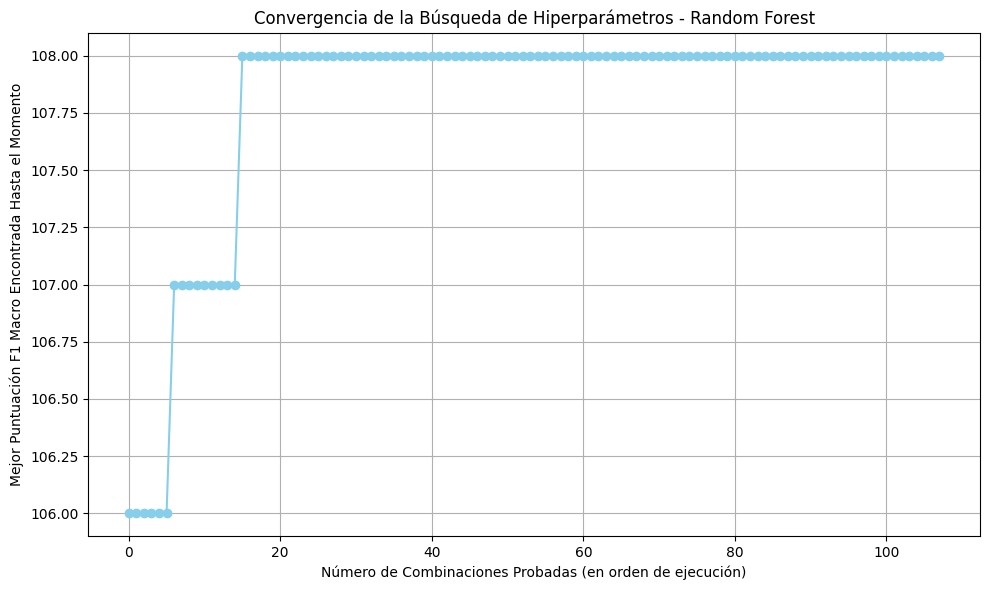 Convergencia de la Búsqueda de Hiperparámetros - Random Forest
Mejor Puntuación F1 Macro Encontrada Hasta el Momento
108.00
107.75
107.50
107.25
107.00
106.75
106.50
106.25
106.00
0 20 40 60 80 100
Número de Combinaciones Probadas (en orden de ejecución)